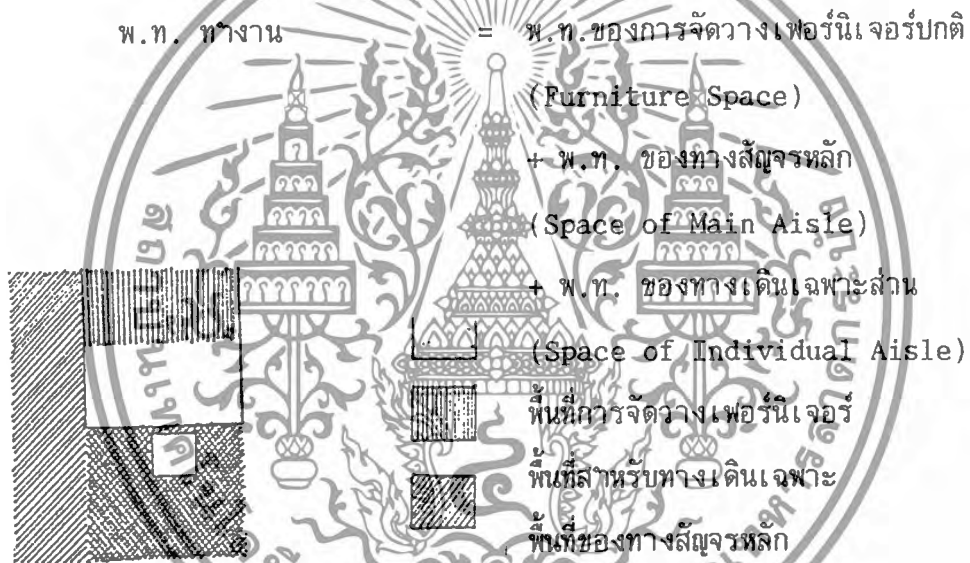 พ.ท. ทำงาน = พ.ท.ของการจัดวางเฟอร์นิเจอร์ปกติ
(Furniture Space)
+ พ.ท. ของทางสัญจรหลัก
(Space of Main Aisle)
+ พ.ท. ของทางเดินเฉพาะส่วน
(Space of Individual Aisle)
พื้นที่การจัดวางเฟอร์นิเจอร์
พื้นที่สำหรับทางเดินเฉพาะ
พื้นที่ของทางสัญจรหลัก